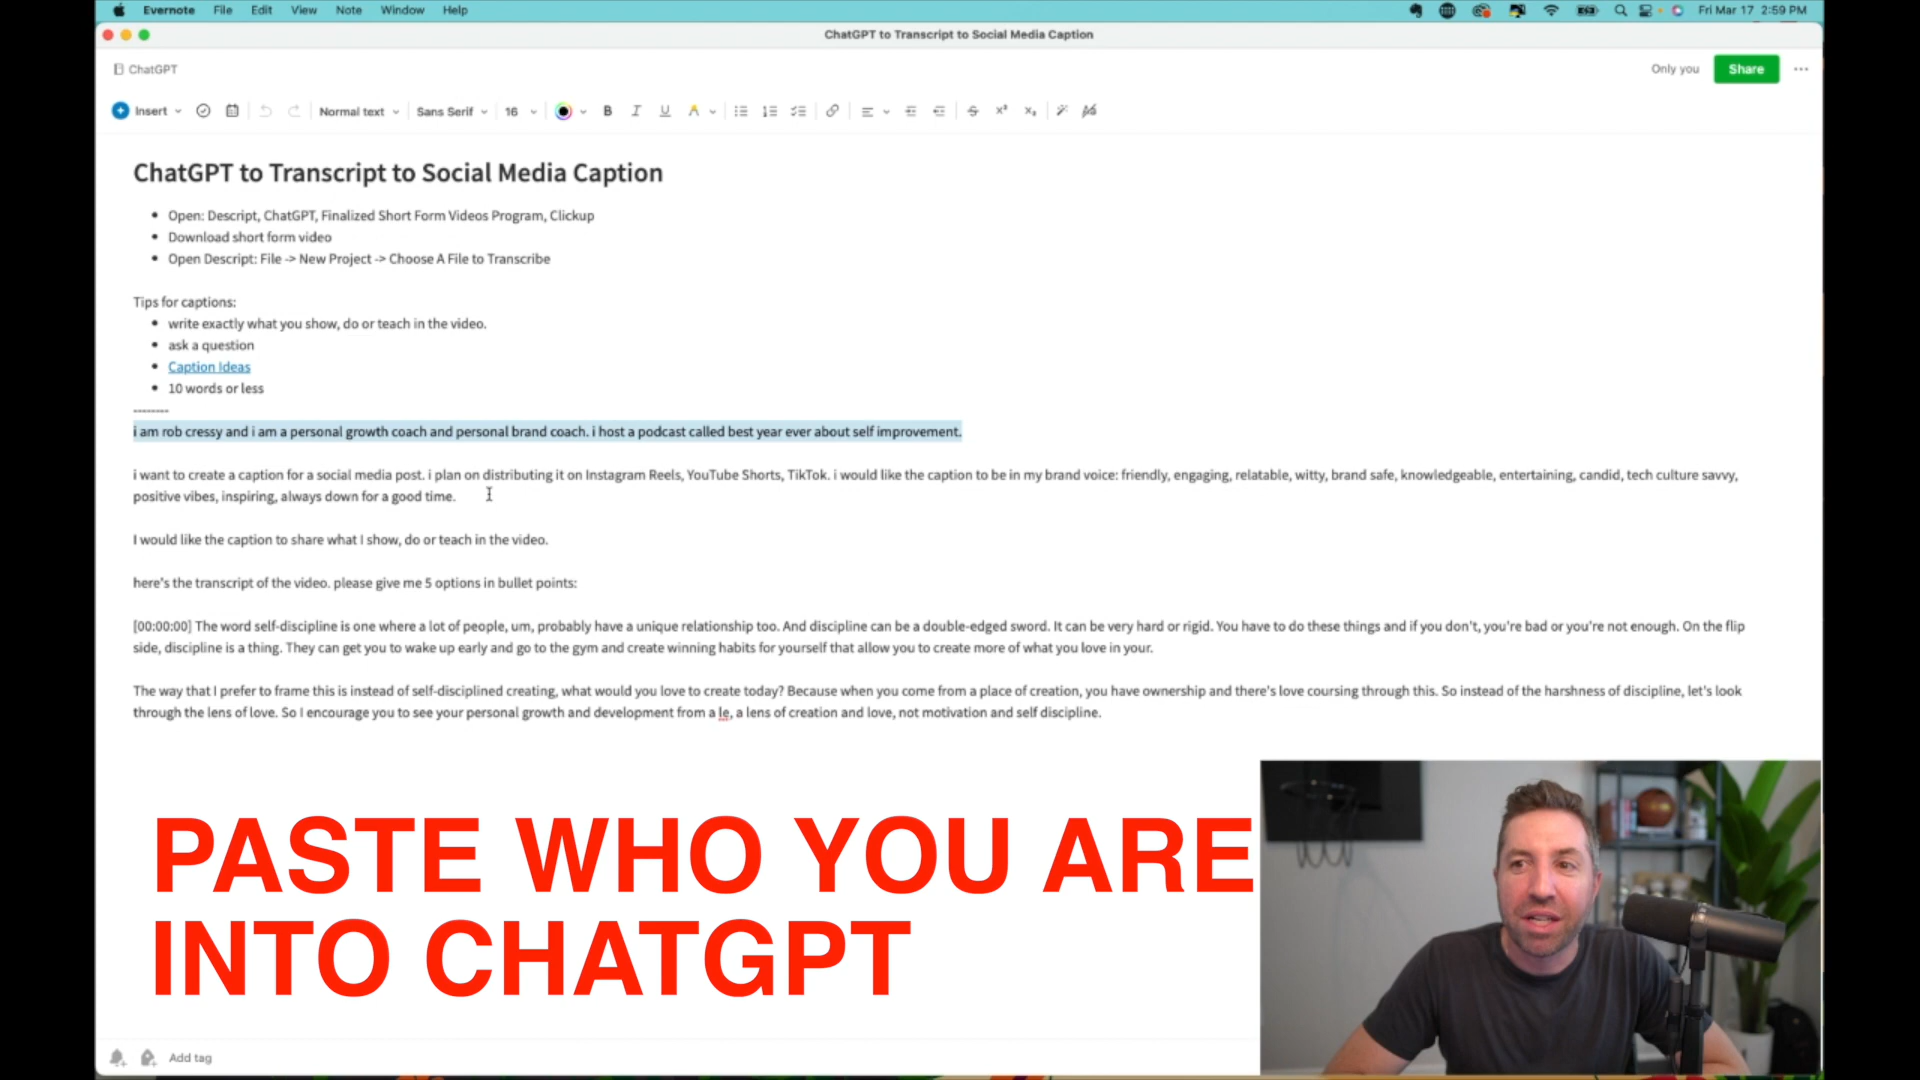 Evernote File Edit View Note Window Help Fri Mar 17 2:59 PM
ChatGPT to Transcript to Social Media Caption
ChatGPT Only you Share
Insert Normal text Sans Serif 16 B I U A
ChatGPT to Transcript to Social Media Caption
• Open: Descript, ChatGPT, Finalized Short Form Videos Program, Clickup
• Download short form video
• Open Descript: File -> New Project -> Choose A File to Transcribe
Tips for captions:
• write exactly what you show, do or teach in the video.
• ask a question
• Caption Ideas
• 10 words or less
--------
i am rob cressy and i am a personal growth coach and personal brand coach. i host a podcast called best year ever about self improvement.
i want to create a caption for a social media post. i plan on distributing it on Instagram Reels, YouTube Shorts, TikTok. i would like the caption to be in my brand voice: friendly, engaging, relatable, witty, brand safe, knowledgeable, entertaining, candid, tech culture savvy,
positive vibes, inspiring, always down for a good time.
I would like the caption to share what I show, do or teach in the video.
here's the transcript of the video. please give me 5 options in bullet points:
[00:00:00] The word self-discipline is one where a lot of people, um, probably have a unique relationship too. And discipline can be a double-edged sword. It can be very hard or rigid. You have to do these things and if you don't, you're bad or you're not enough. On the flip
side, discipline is a thing. They can get you to wake up early and go to the gym and create winning habits for yourself that allow you to create more of what you love in your.
The way that I prefer to frame this is instead of self-disciplined creating, what would you love to create today? Because when you come from a place of creation, you have ownership and there's love coursing through this. So instead of the harshness of discipline, let's look
through the lens of love. So I encourage you to see your personal growth and development from a le, a lens of creation and love, not motivation and self discipline.
PASTE WHO YOU ARE
INTO CHATGPT
Add tag